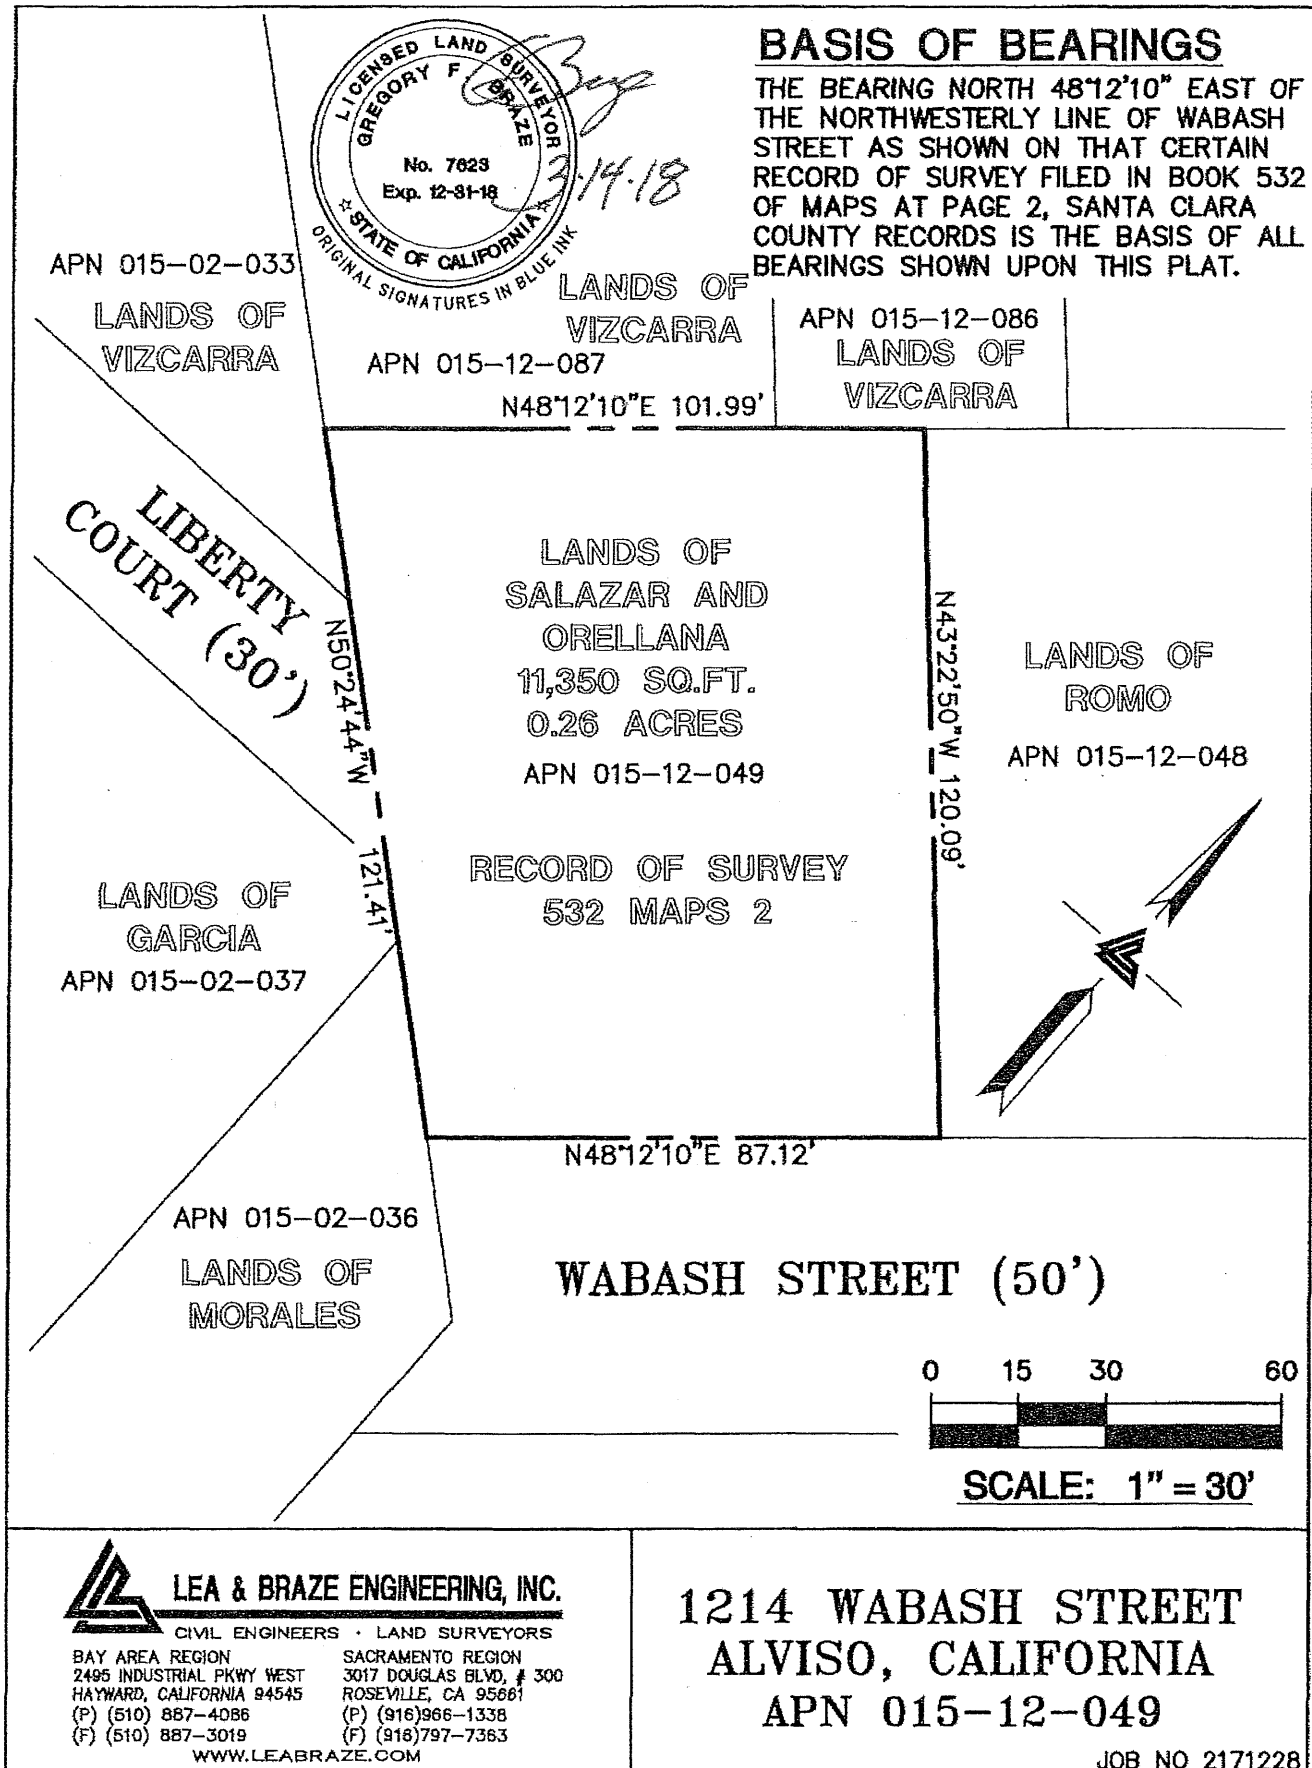 LICENSED LAND SURVEYOR
GREGORY F BRAZE
No. 7623
Exp. 12-31-18
☆ STATE OF CALIFORNIA ☆
ORIGINAL SIGNATURES IN BLUE INK
3-14-18
BASIS OF BEARINGS
THE BEARING NORTH 48°12'10" EAST OF
THE NORTHWESTERLY LINE OF WABASH
STREET AS SHOWN ON THAT CERTAIN
RECORD OF SURVEY FILED IN BOOK 532
OF MAPS AT PAGE 2, SANTA CLARA
COUNTY RECORDS IS THE BASIS OF ALL
BEARINGS SHOWN UPON THIS PLAT.
APN 015-02-033
LANDS OF
VIZCARRA
LANDS OF
VIZCARRA
APN 015-12-087
APN 015-12-086
LANDS OF
VIZCARRA
N48°12'10"E 101.99'
LIBERTY
COURT (30')
N50°24'44"W 121.41'
LANDS OF
SALAZAR AND
ORELLANA
11,350 SQ.FT.
0.26 ACRES
APN 015-12-049
RECORD OF SURVEY
532 MAPS 2
N43°22'50"W 120.09'
LANDS OF
ROMO
APN 015-12-048
LANDS OF
GARCIA
APN 015-02-037
N48°12'10"E 87.12'
APN 015-02-036
LANDS OF
MORALES
WABASH STREET (50')
0 15 30 60
SCALE: 1" = 30'
LEA & BRAZE ENGINEERING, INC.
CIVIL ENGINEERS · LAND SURVEYORS
BAY AREA REGION
2495 INDUSTRIAL PKWY WEST
HAYWARD, CALIFORNIA 94545
(P) (510) 887-4086
(F) (510) 887-3019
SACRAMENTO REGION
3017 DOUGLAS BLVD, # 300
ROSEVILLE, CA 95661
(P) (916)966-1338
(F) (916)797-7363
WWW.LEABRAZE.COM
1214 WABASH STREET
ALVISO, CALIFORNIA
APN 015-12-049
JOB NO 2171228